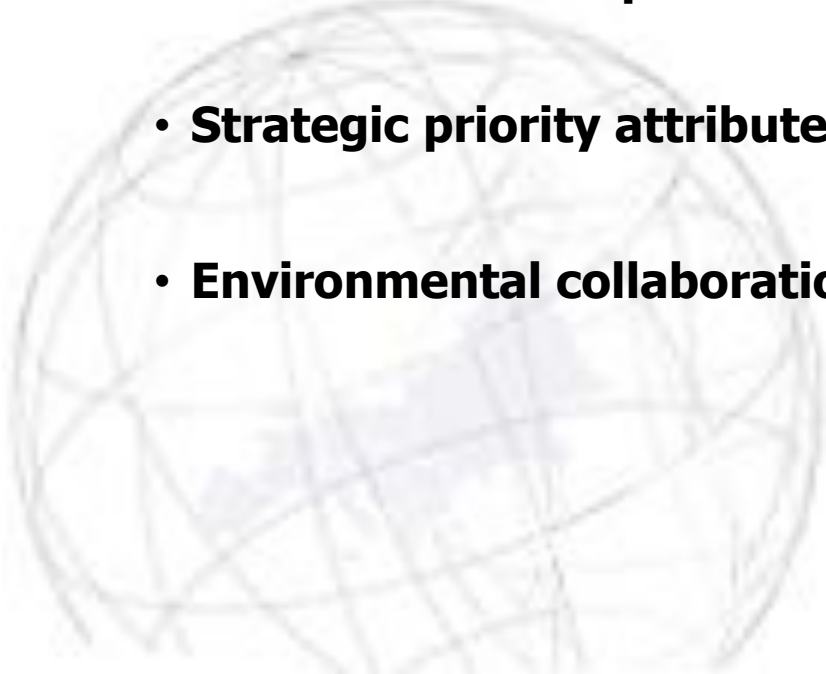 • Strategic priority attribute
• Environmental collaboratio